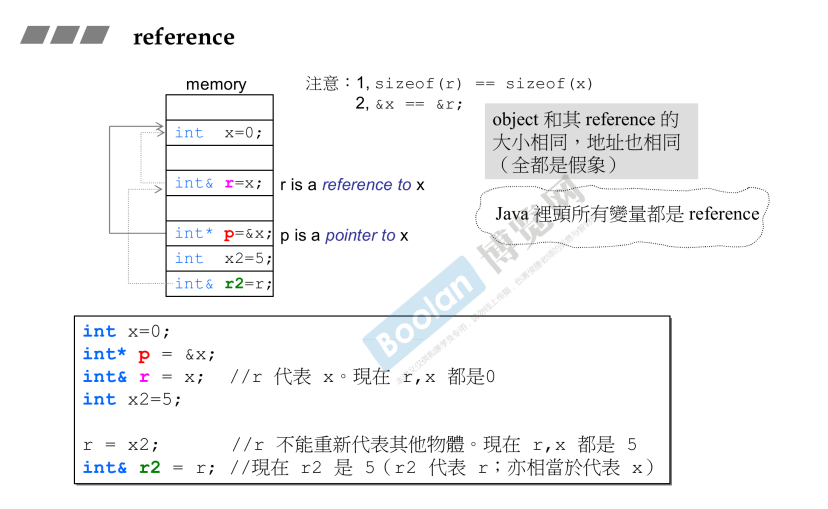 reference
memory
注意：1, sizeof(r) == sizeof(x)
2, &x == &r;
object 和其 reference 的
大小相同，地址也相同
（全都是假象）
int x=0;
int& r=x;
r is a reference to x
Java 裡頭所有變量都是 reference
int* p=&x;
p is a pointer to x
int x2=5;
int& r2=r;
Boolan 博览网
int x=0;
int* p = &x;
int& r = x; //r 代表 x。現在 r,x 都是0
int x2=5;
r = x2; //r 不能重新代表其他物體。現在 r,x 都是 5
int& r2 = r; //現在 r2 是 5（r2 代表 r；亦相當於代表 x）